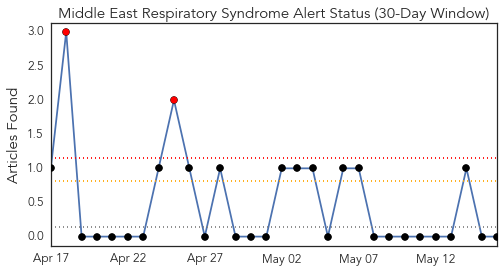 Middle East Respiratory Syndrome Alert Status (30-Day Window)
Articles Found
3.0
2.5
2.0
1.5
1.0
0.5
0.0
Apr 17 Apr 22 Apr 27 May 02 May 07 May 12